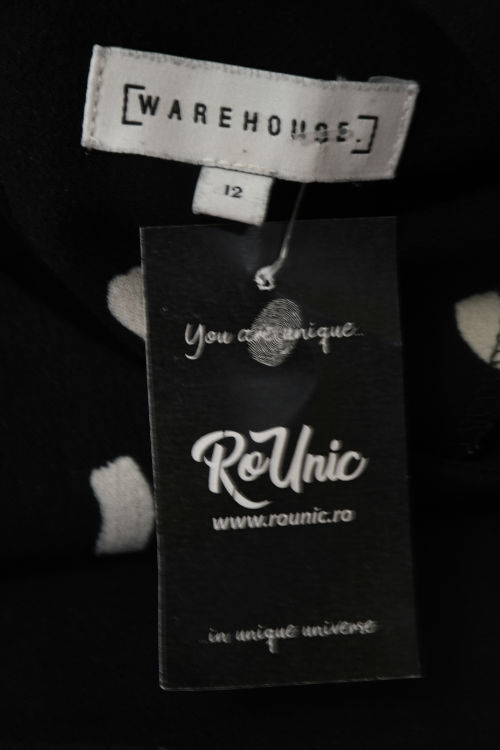 [WAREHOUSE.]
12
You are unique...
RoUnic
www.rounic.ro
...in unique universe